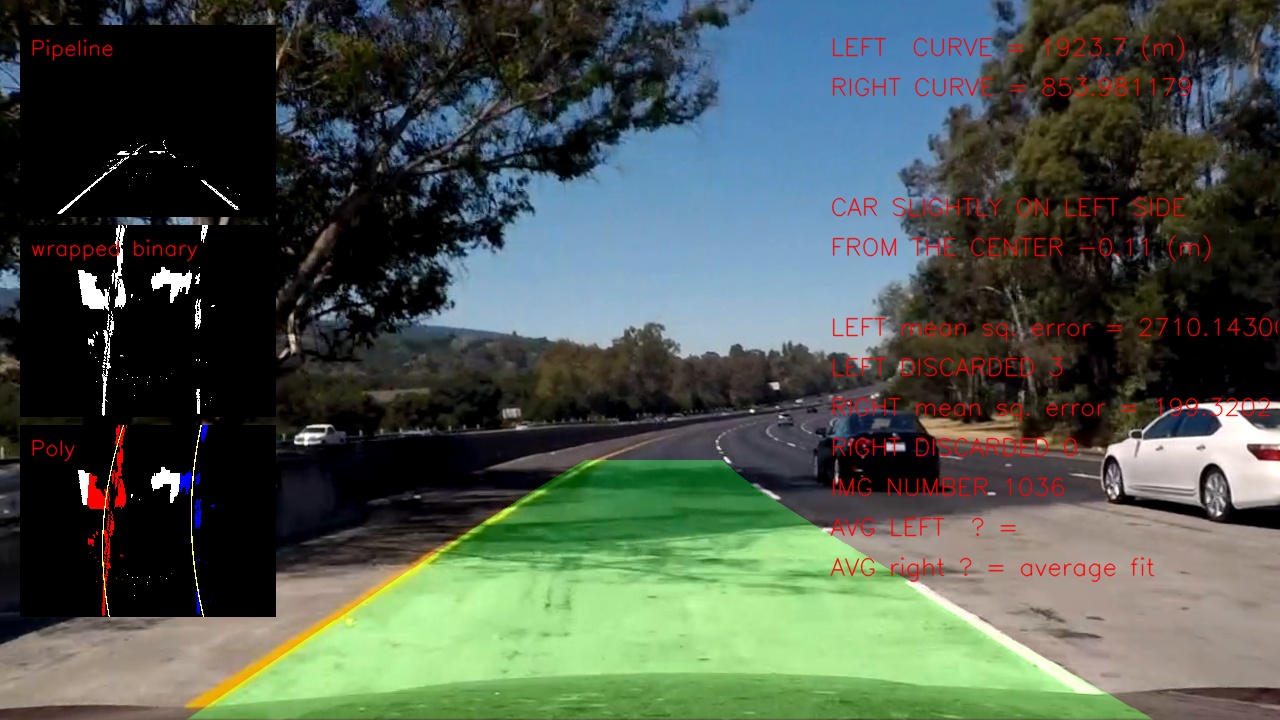 Pipeline
wrapped binary
Poly
LEFT CURVE = 1923.7 (m)
RIGHT CURVE = 853.981179
CAR SLIGHTLY ON LEFT SIDE
FROM THE CENTER -0.11 (m)
LEFT mean sq. error = 2710.14300
LEFT DISCARDED 3
RIGHT mean sq. error = 199.3202
RIGHT DISCARDED 0
IMG NUMBER 1036
AVG LEFT ? =
AVG right ? = average fit